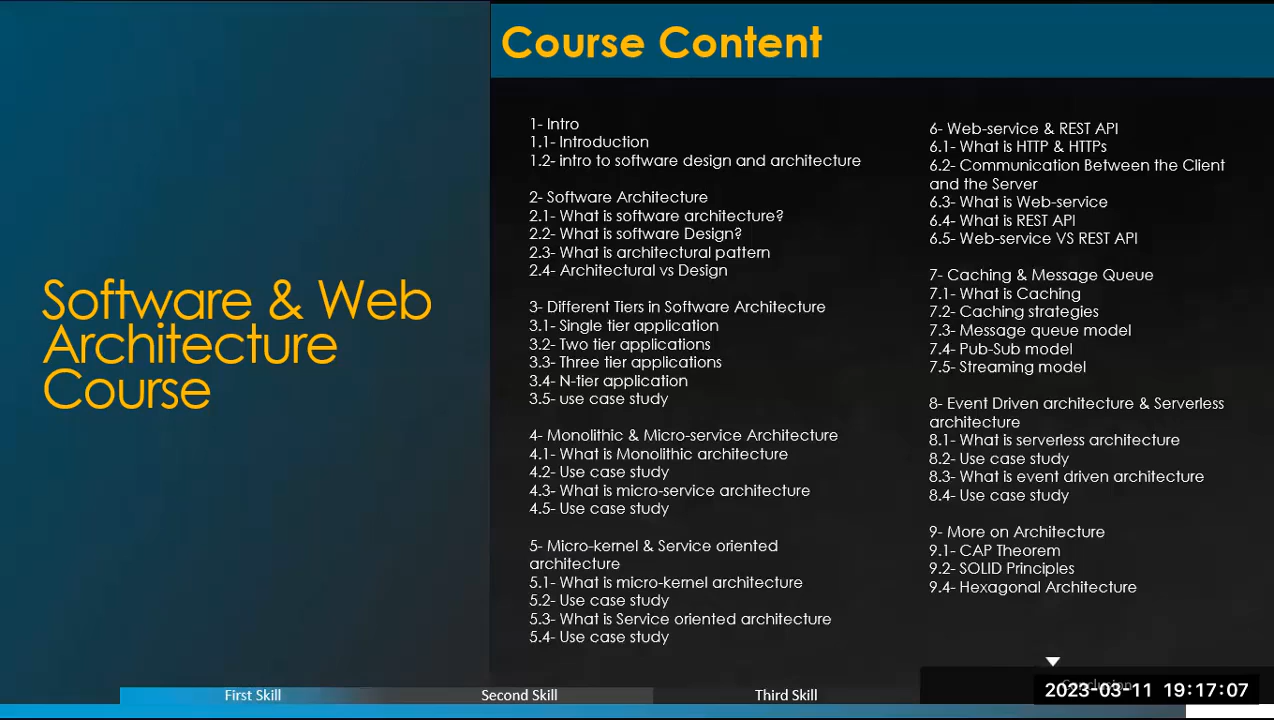 Course Content
Software & Web
Architecture
Course
1- Intro
1.1- Introduction
1.2- intro to software design and architecture
2- Software Architecture
2.1- What is software architecture?
2.2- What is software Design?
2.3- What is architectural pattern
2.4- Architectural vs Design
3- Different Tiers in Software Architecture
3.1- Single tier application
3.2- Two tier applications
3.3- Three tier applications
3.4- N-tier application
3.5- use case study
4- Monolithic & Micro-service Architecture
4.1- What is Monolithic architecture
4.2- Use case study
4.3- What is micro-service architecture
4.5- Use case study
5- Micro-kernel & Service oriented
architecture
5.1- What is micro-kernel architecture
5.2- Use case study
5.3- What is Service oriented architecture
5.4- Use case study
6- Web-service & REST API
6.1- What is HTTP & HTTPs
6.2- Communication Between the Client
and the Server
6.3- What is Web-service
6.4- What is REST API
6.5- Web-service VS REST API
7- Caching & Message Queue
7.1- What is Caching
7.2- Caching strategies
7.3- Message queue model
7.4- Pub-Sub model
7.5- Streaming model
8- Event Driven architecture & Serverless
architecture
8.1- What is serverless architecture
8.2- Use case study
8.3- What is event driven architecture
8.4- Use case study
9- More on Architecture
9.1- CAP Theorem
9.2- SOLID Principles
9.4- Hexagonal Architecture
First Skill
Second Skill
Third Skill
2023-03-11 19:17:07